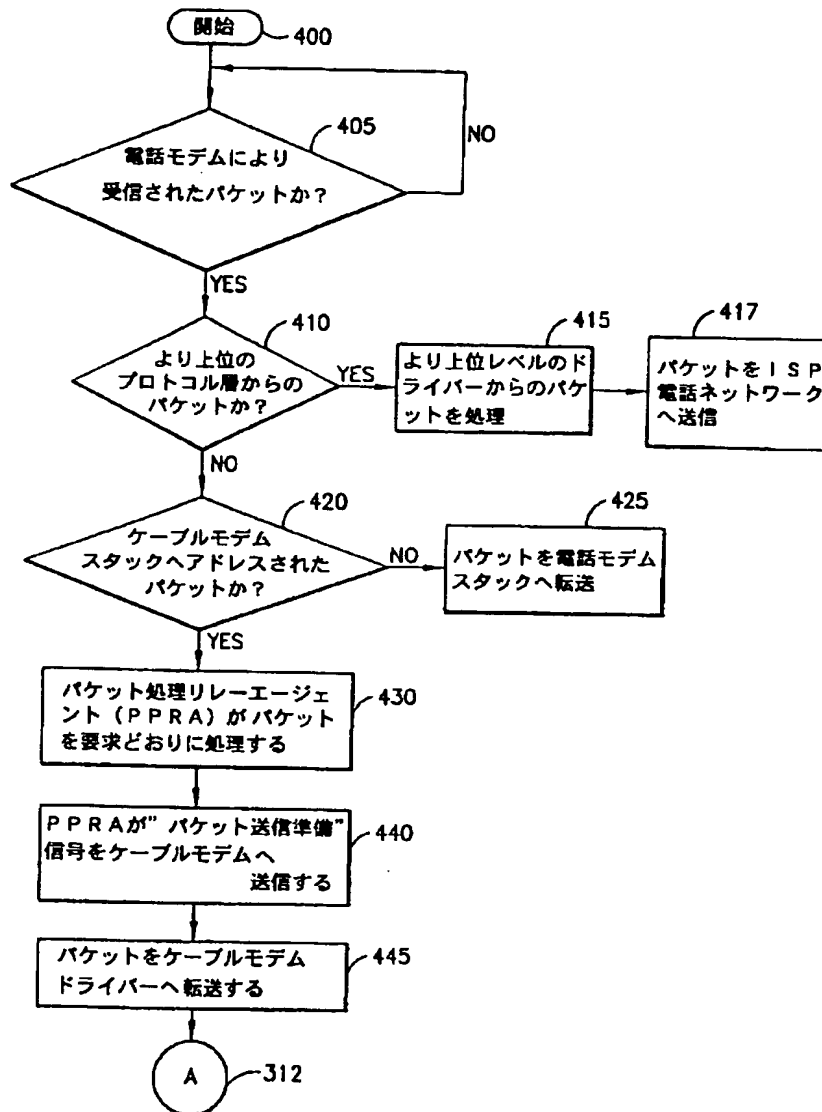 開始
400
405
電話モデムにより
受信されたパケットか?
NO
YES
410
より上位の
プロトコル層からの
パケットか?
YES
415
より上位レベルのド
ライバーからのパケ
ットを処理
417
パケットをISP
電話ネットワーク
へ送信
NO
420
ケーブルモデム
スタックへアドレスされた
パケットか?
NO
425
パケットを電話モデム
スタックへ転送
YES
パケット処理リレーエージェ
ント(PPRA)がパケット
を要求どおりに処理する
430
PPRAが"パケット送信準備"
信号をケーブルモデムへ
送信する
440
パケットをケーブルモデム
ドライバーへ転送する
445
A
312